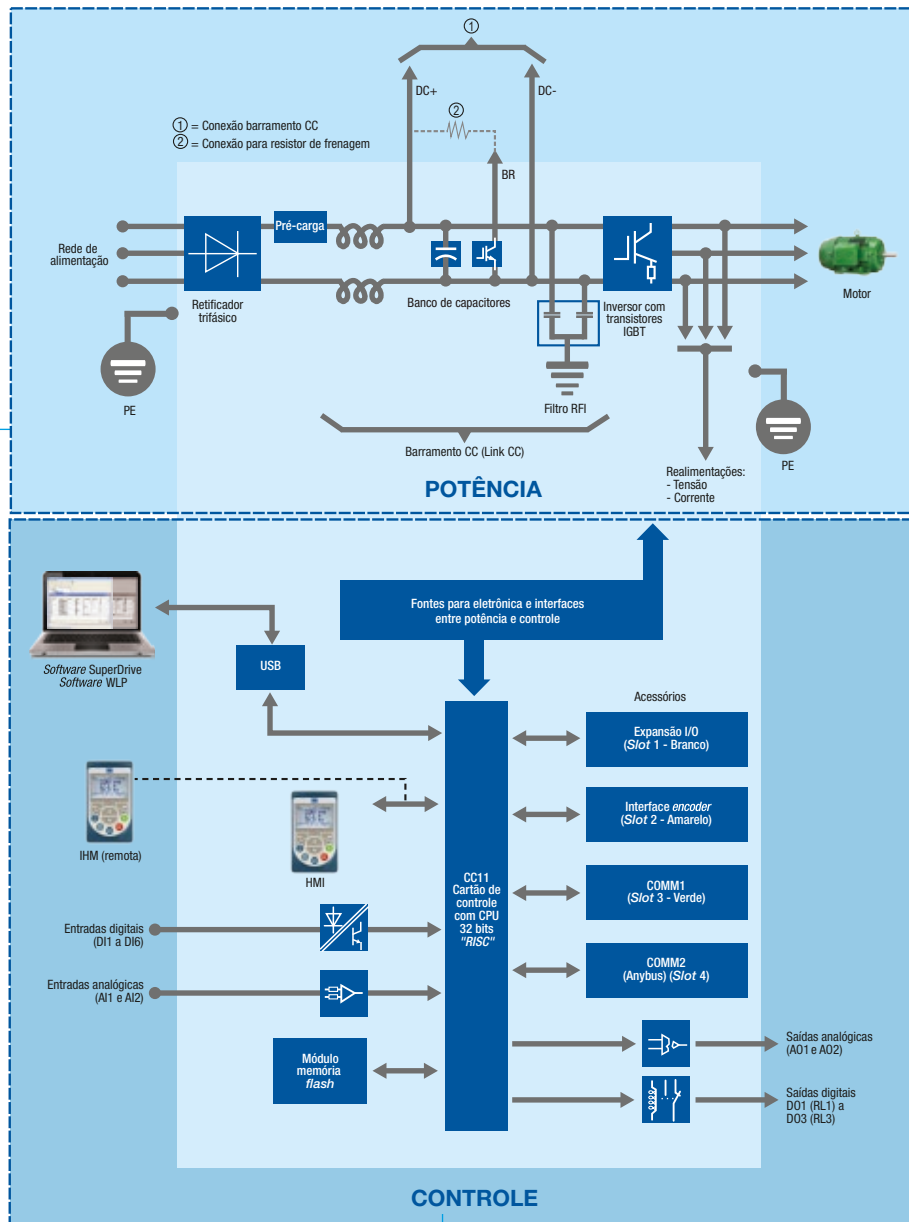 ①
DC+
DC-
②
① = Conexão barramento CC
② = Conexão para resistor de frenagem
BR
Pré-carga
Rede de
alimentação
Retificador
trifásico
Banco de capacitores
Inversor com
transistores
IGBT
Motor
PE
Filtro RFI
PE
Barramento CC (Link CC)
Realimentações:
- Tensão
- Corrente
POTÊNCIA
Fontes para eletrônica e interfaces
entre potência e controle
USB
Software SuperDrive
Software WLP
Acessórios
Expansão I/O
(Slot 1 - Branco)
Interface encoder
(Slot 2 - Amarelo)
IHM (remota)
HMI
CC11
Cartão de
controle
com CPU
32 bits
"RISC"
COMM1
(Slot 3 - Verde)
Entradas digitais
(DI1 a DI6)
COMM2
(Anybus) (Slot 4)
Entradas analógicas
(AI1 e AI2)
Módulo
memória
flash
Saídas analógicas
(AO1 e AO2)
Saídas digitais
DO1 (RL1) a
DO3 (RL3)
CONTROLE